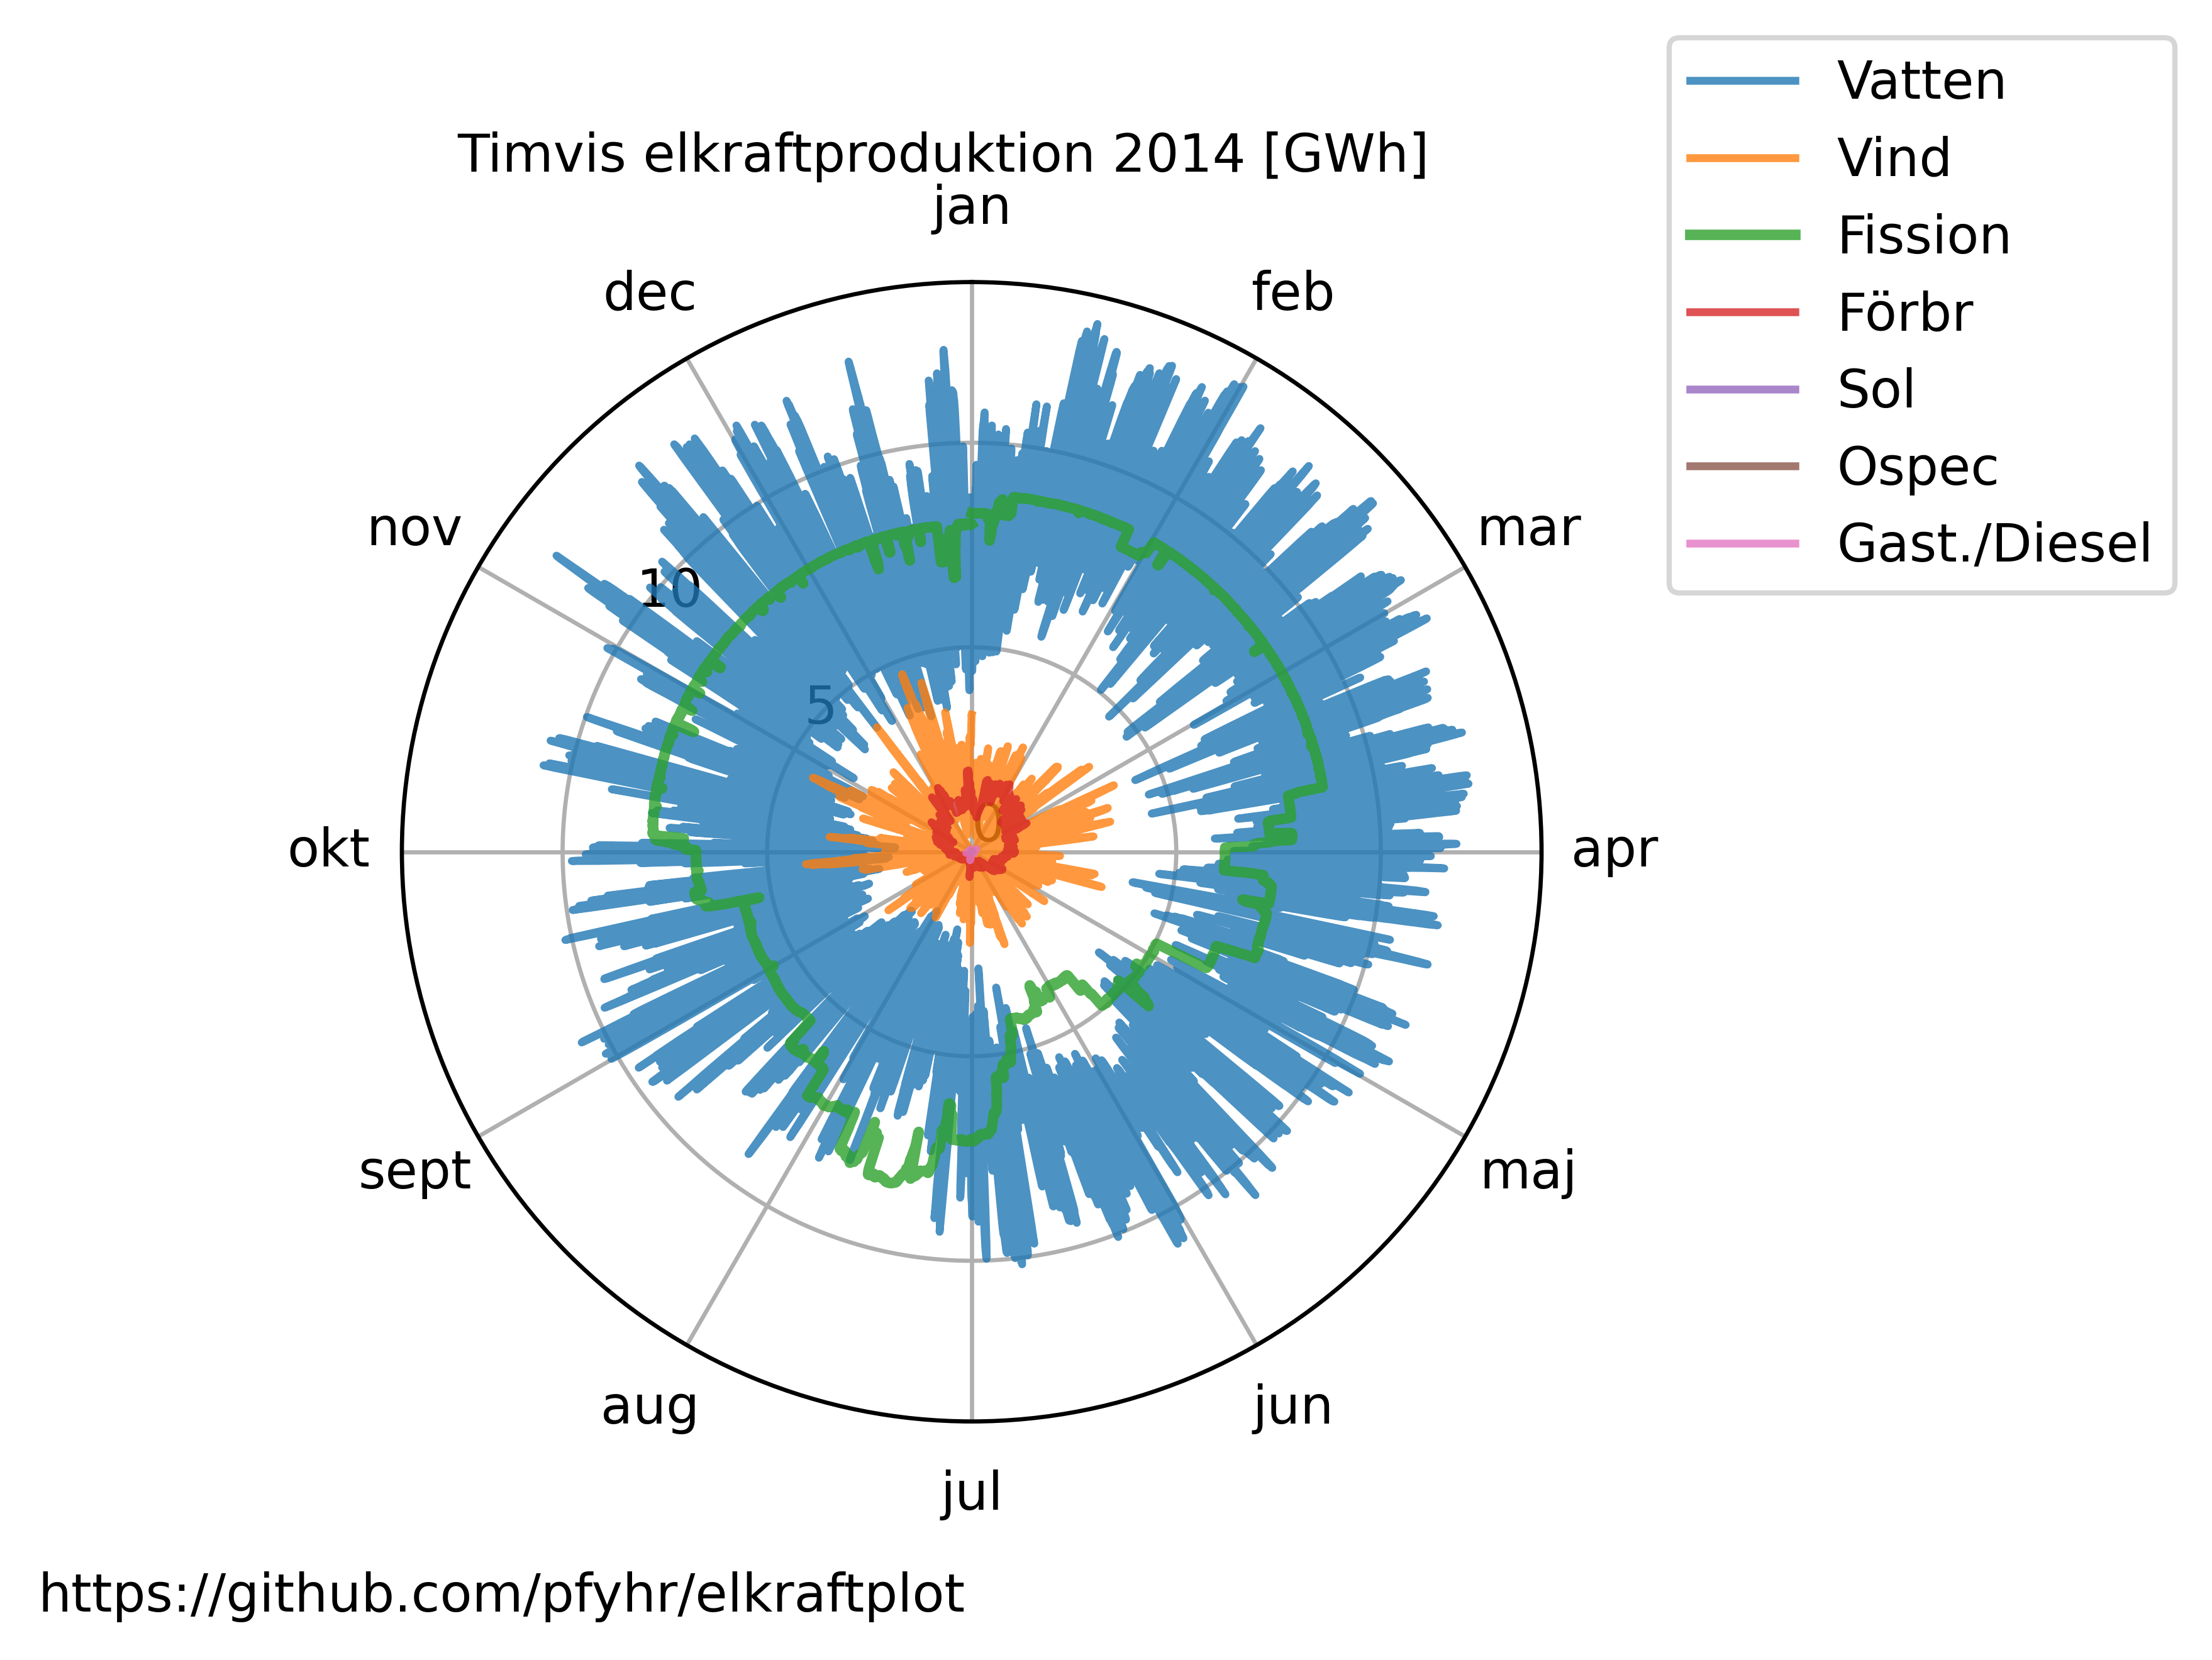 Timvis elkraftproduktion 2014 [GWh]
jan
feb
mar
apr
maj
jun
jul
aug
sept
okt
nov
dec
10
5
0
Vatten
Vind
Fission
Förbr
Sol
Ospec
Gast./Diesel
https://github.com/pfyhr/elkraftplot